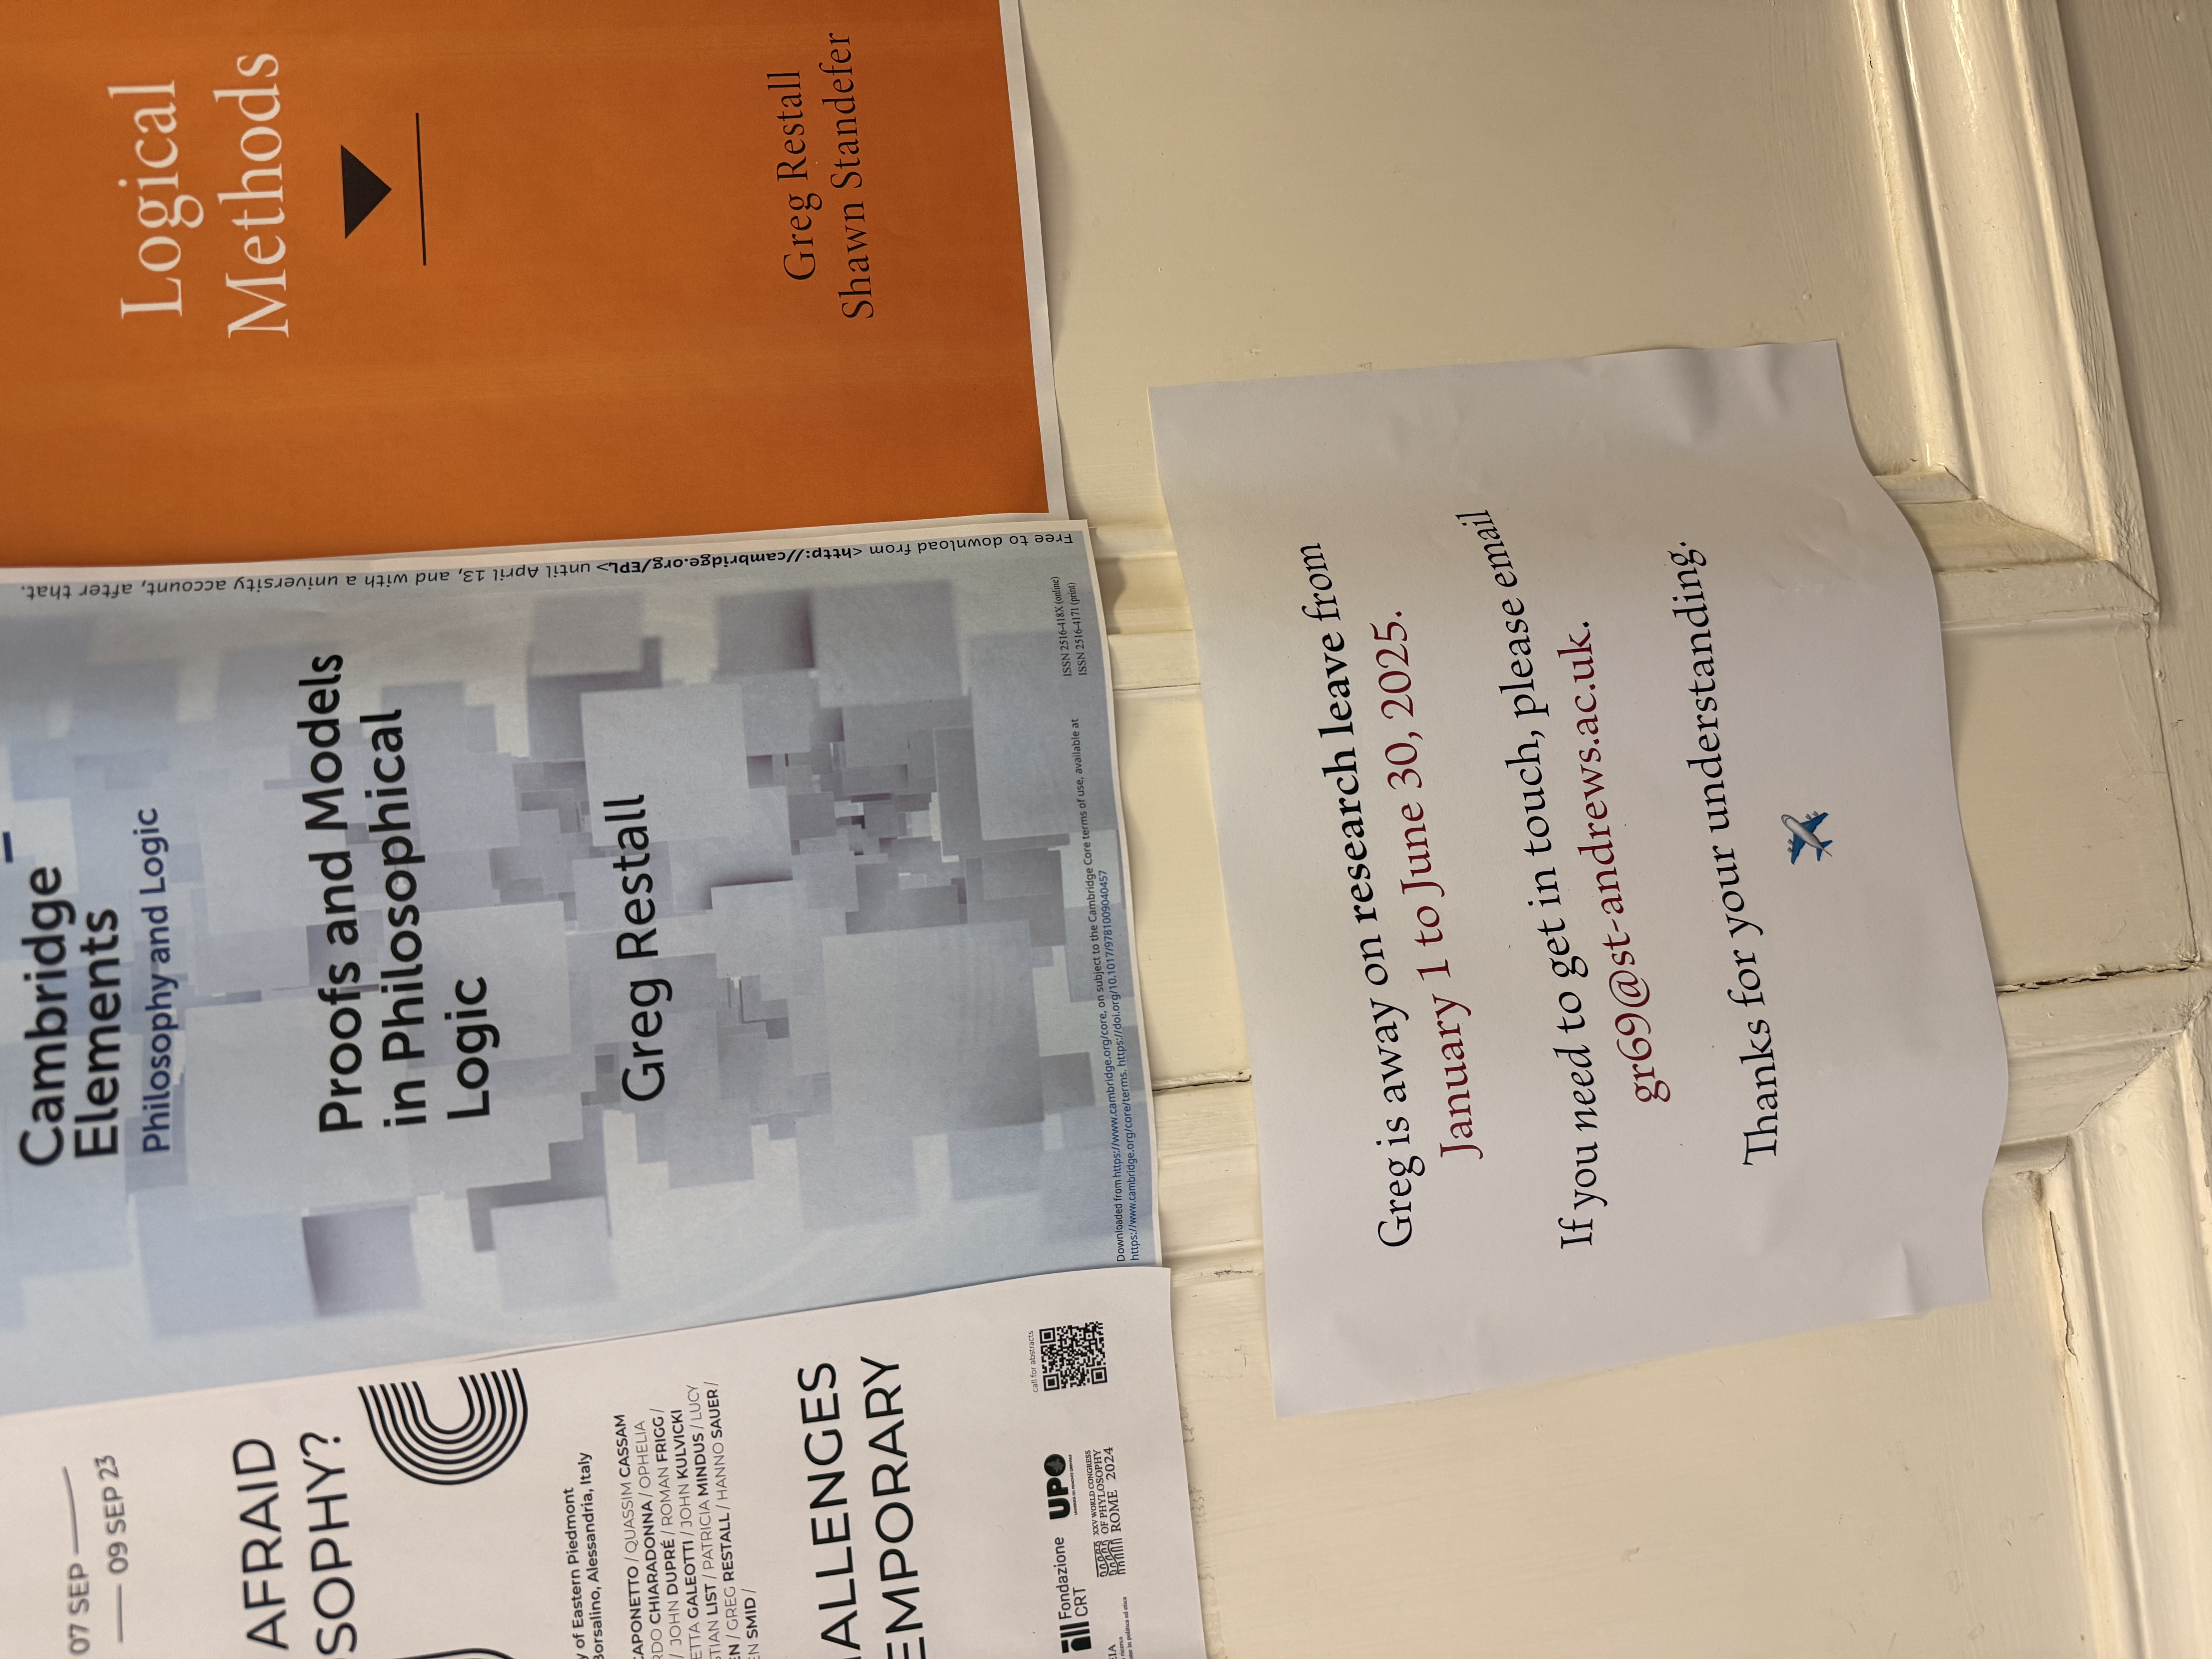 07 SEP
09 SEP 23
AFRAID
SOPHY?
C
of Eastern Piedmont
Borsalino, Alessandria, Italy
CAPONETTO / QUASSIM CASSAM
CHIARADONNA / OPHELIA
/ JOHN DUPRÉ / ROMAN FRIGG /
GALEOTTI / JOHN KULVICKI
LIST / PATRICIA MINDUS / LUCY
/ GREG RESTALL / HANNO SAUER /
SMID /
ALLENGES
EMPORARY
call for abstracts
Fondazione
CRT
UPO
XXV WORLD CONGRESS
OF PHYLOSOPHY
ROME 2024
Cambridge
Elements
Philosophy and Logic
Proofs and Models
in Philosophical
Logic
Greg Restall
ISSN 2516-418X (online)
ISSN 2516-4171 (print)
Downloaded from https://www.cambridge.org/core, on subject to the Cambridge Core terms of use, available at
https://www.cambridge.org/core/terms. https://doi.org/10.1017/9781009040457
Free to download from <http://cambridge.org/EPL> until April 13, and with a university account, after that.
Logical
Methods
Greg Restall
Shawn Standefer
Greg is away on research leave from
January 1 to June 30, 2025.
If you need to get in touch, please email
gr69@st-andrews.ac.uk.
Thanks for your understanding.